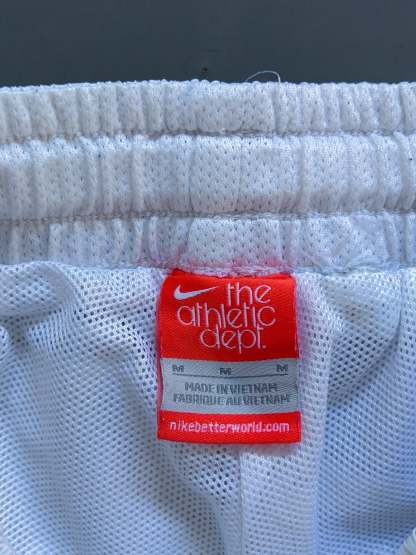 the
athletic
dept.
M M M
MADE IN VIETNAM
FABRIQUE AU VIETNAM
nikebetterworld.com